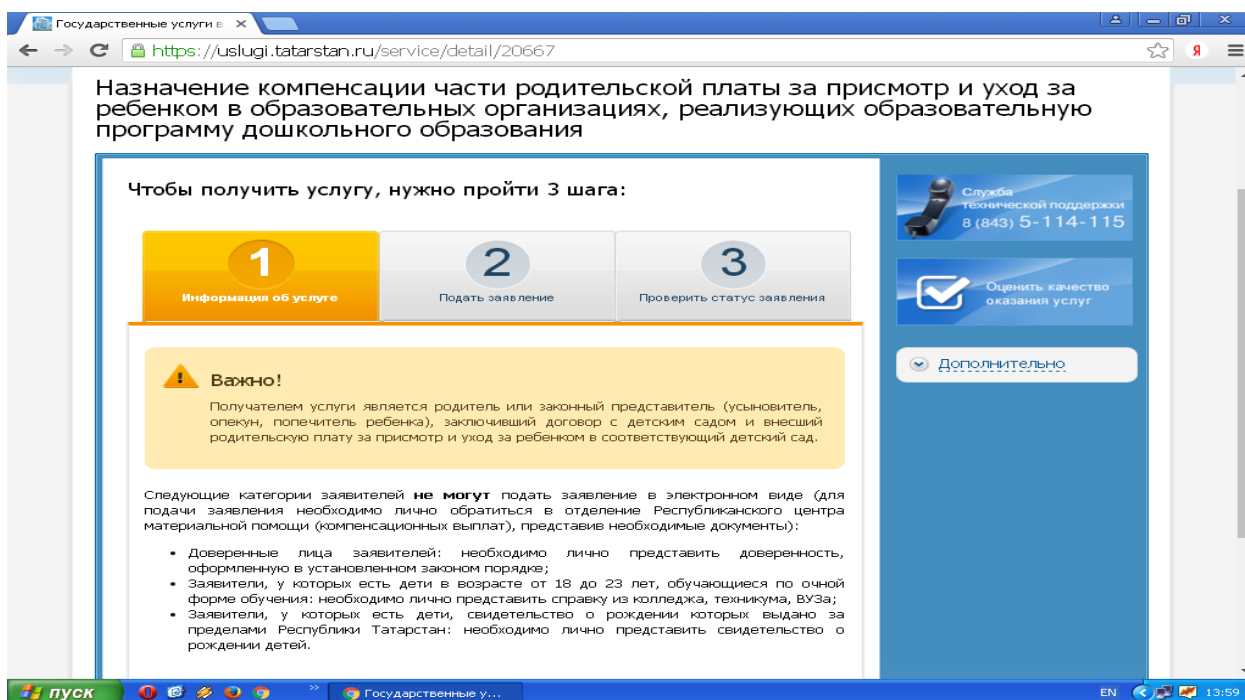 Государственные услуги в
https://uslugi.tatarstan.ru/service/detail/20667
Я
Назначение компенсации части родительской платы за присмотр и уход за
ребенком в образовательных организациях, реализующих образовательную
программу дошкольного образования
Чтобы получить услугу, нужно пройти 3 шага:
1
Информация об услуге
2
Подать заявление
3
Проверить статус заявления
Служба
технической поддержки
8 (843) 5-114-115
Оценить качество
оказания услуг
Дополнительно
Важно!
Получателем услуги является родитель или законный представитель (усыновитель,
опекун, попечитель ребенка), заключивший договор с детским садом и внесший
родительскую плату за присмотр и уход за ребенком в соответствующий детский сад.
Следующие категории заявителей не могут подать заявление в электронном виде (для
подачи заявления необходимо лично обратиться в отделение Республиканского центра
материальной помощи (компенсационных выплат), представив необходимые документы):
• Доверенные лица заявителей: необходимо лично представить доверенность,
оформленную в установленном законом порядке;
• Заявители, у которых есть дети в возрасте от 18 до 23 лет, обучающиеся по очной
форме обучения: необходимо лично представить справку из колледжа, техникума, ВУЗа;
• Заявители, у которых есть дети, свидетельство о рождении которых выдано за
пределами Республики Татарстан: необходимо лично представить свидетельство о
рождении детей.
пуск
Государственные у...
EN
13:59